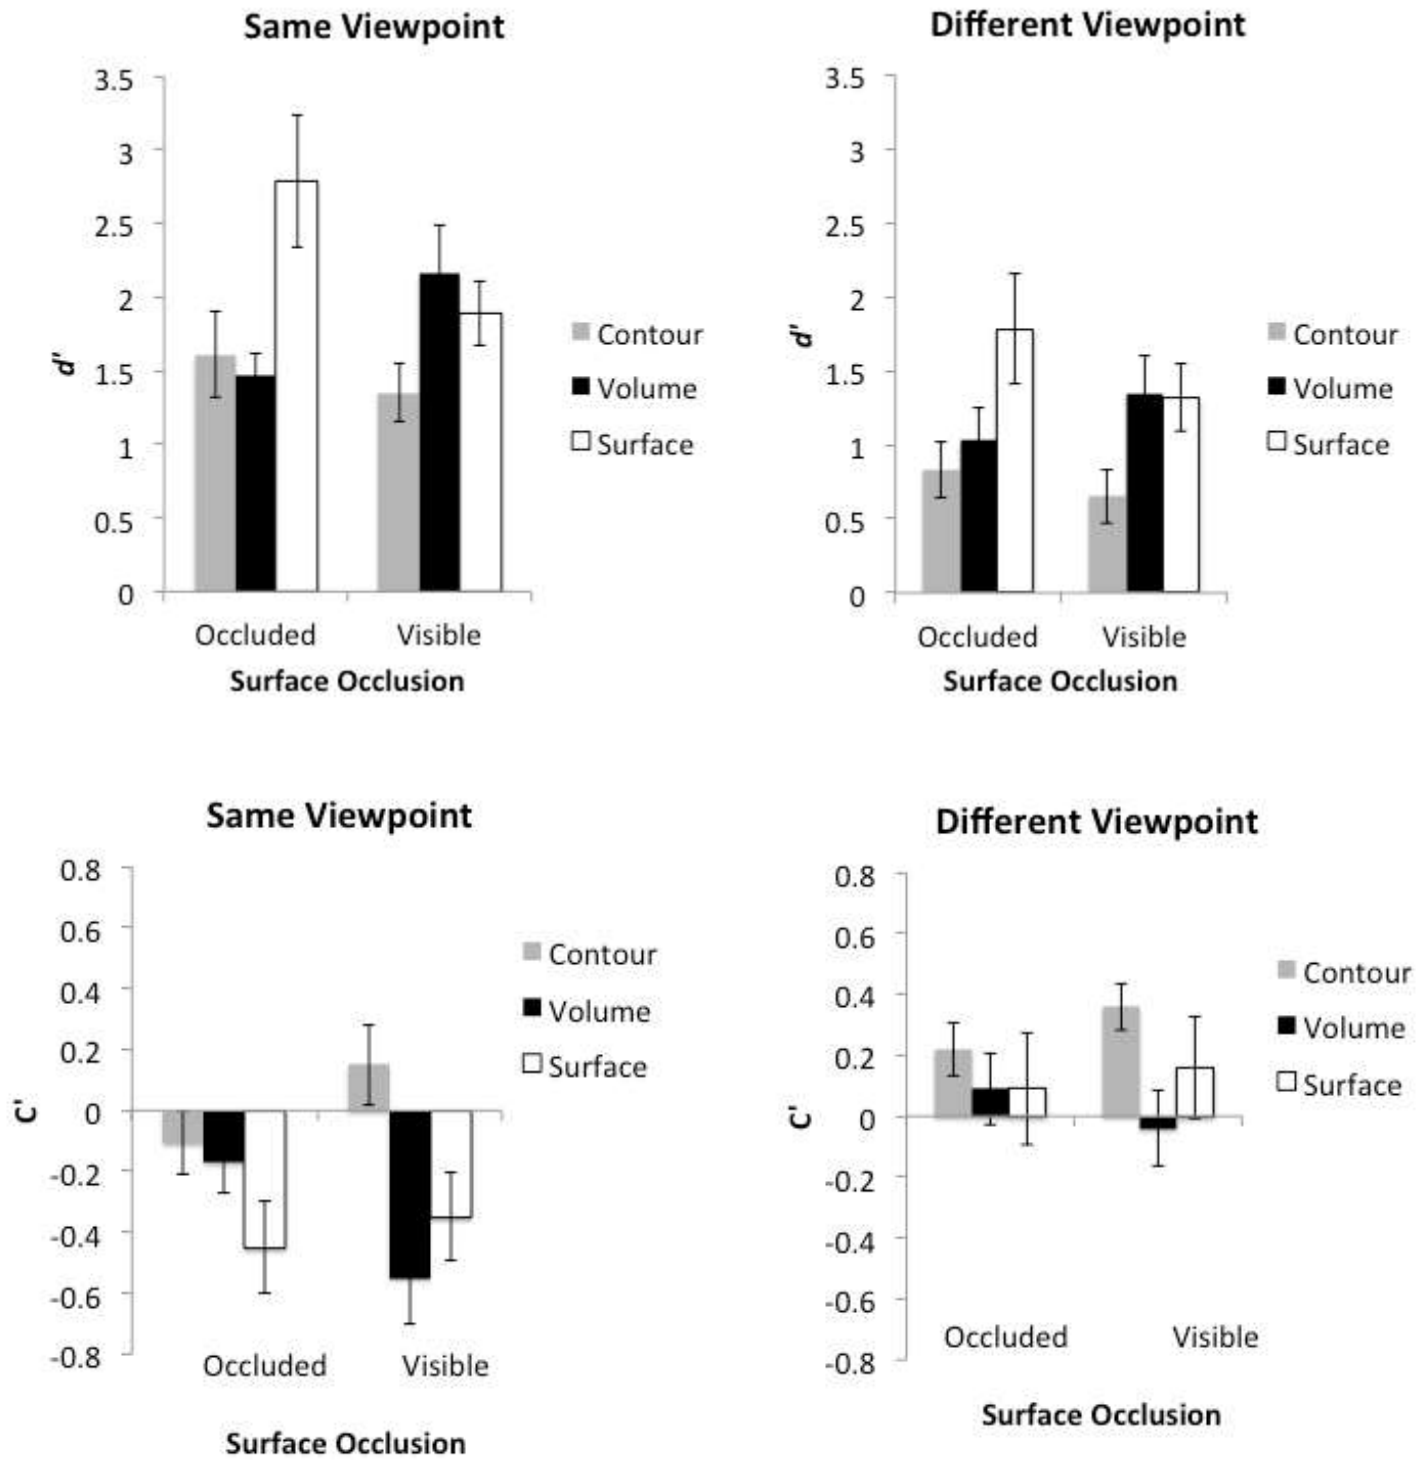 Same Viewpoint
3.5
3
2.5
2
1.5
1
0.5
0
d'
Occluded Visible
Surface Occlusion
Contour
Volume
Surface
Different Viewpoint
3.5
3
2.5
2
1.5
1
0.5
0
d'
Occluded Visible
Surface Occlusion
Contour
Volume
Surface
Same Viewpoint
0.8
0.6
0.4
0.2
0
-0.2
-0.4
-0.6
-0.8
C'
Occluded Visible
Surface Occlusion
Contour
Volume
Surface
Different Viewpoint
0.8
0.6
0.4
0.2
0
-0.2
-0.4
-0.6
-0.8
C'
Occluded Visible
Surface Occlusion
Contour
Volume
Surface